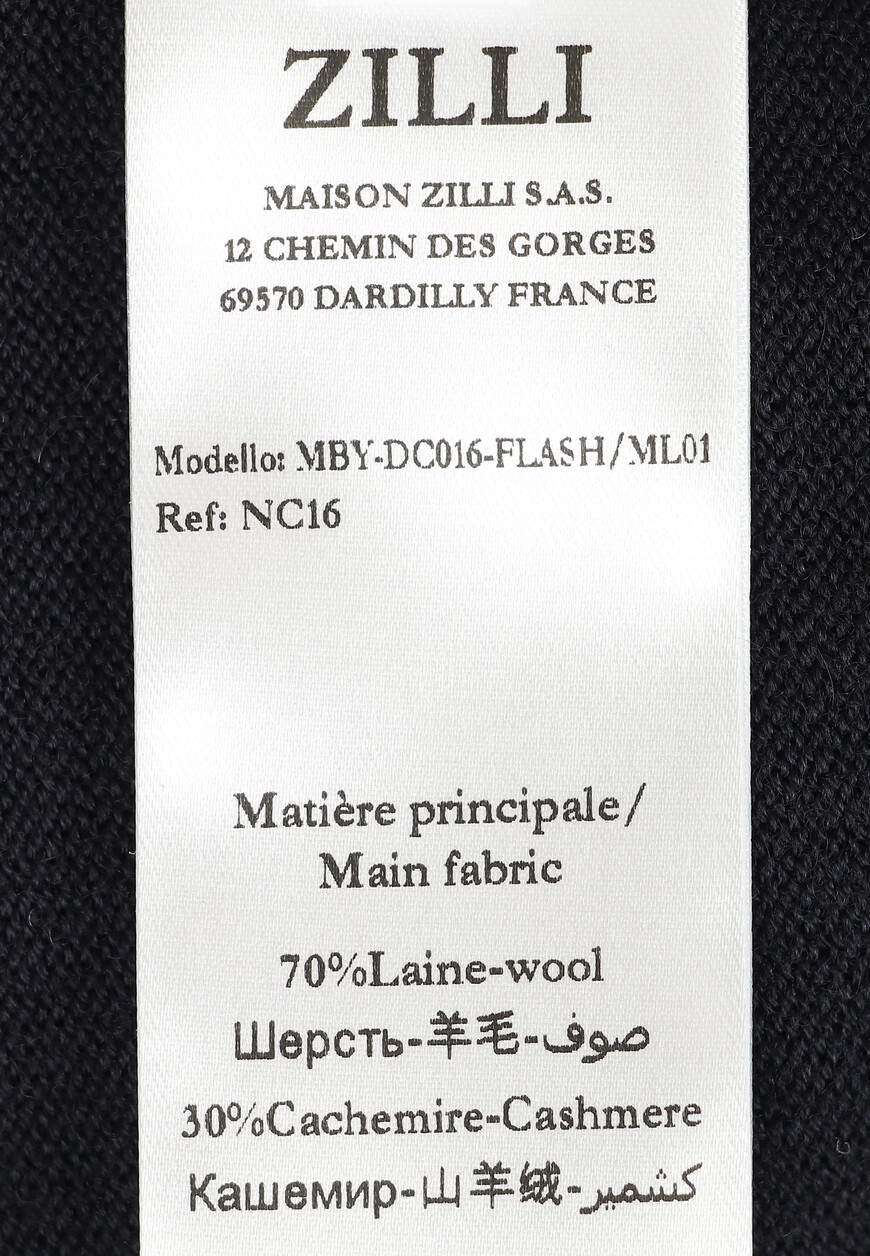 ZILLI
MAISON ZILLI S.A.S.
12 CHEMIN DES GORGES
69570 DARDILLY FRANCE
Modello: MBY-DC016-FLASH/ML01
Ref: NC16
Matière principale/
Main fabric
70%Laine-wool
Шерсть-羊毛-صوف
30%Cachemire-Cashmere
Кашемир-山羊绒-كشمير